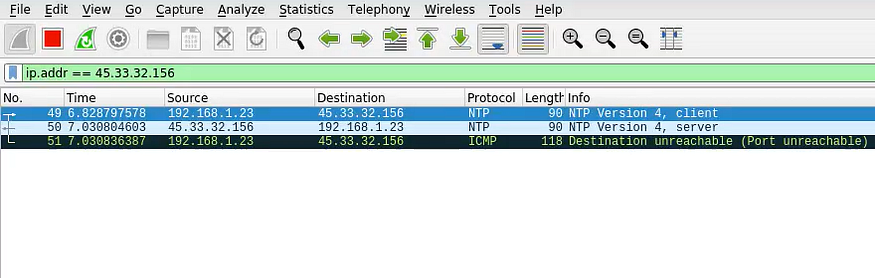 File Edit View Go Capture Analyze Statistics Telephony Wireless Tools Help
ip.addr == 45.33.32.156
No. Time Source Destination Protocol Length Info
49 6.828797578 192.168.1.23 45.33.32.156 NTP 90 NTP Version 4, client
50 7.030804603 45.33.32.156 192.168.1.23 NTP 90 NTP Version 4, server
51 7.030836387 192.168.1.23 45.33.32.156 ICMP 118 Destination unreachable (Port unreachable)